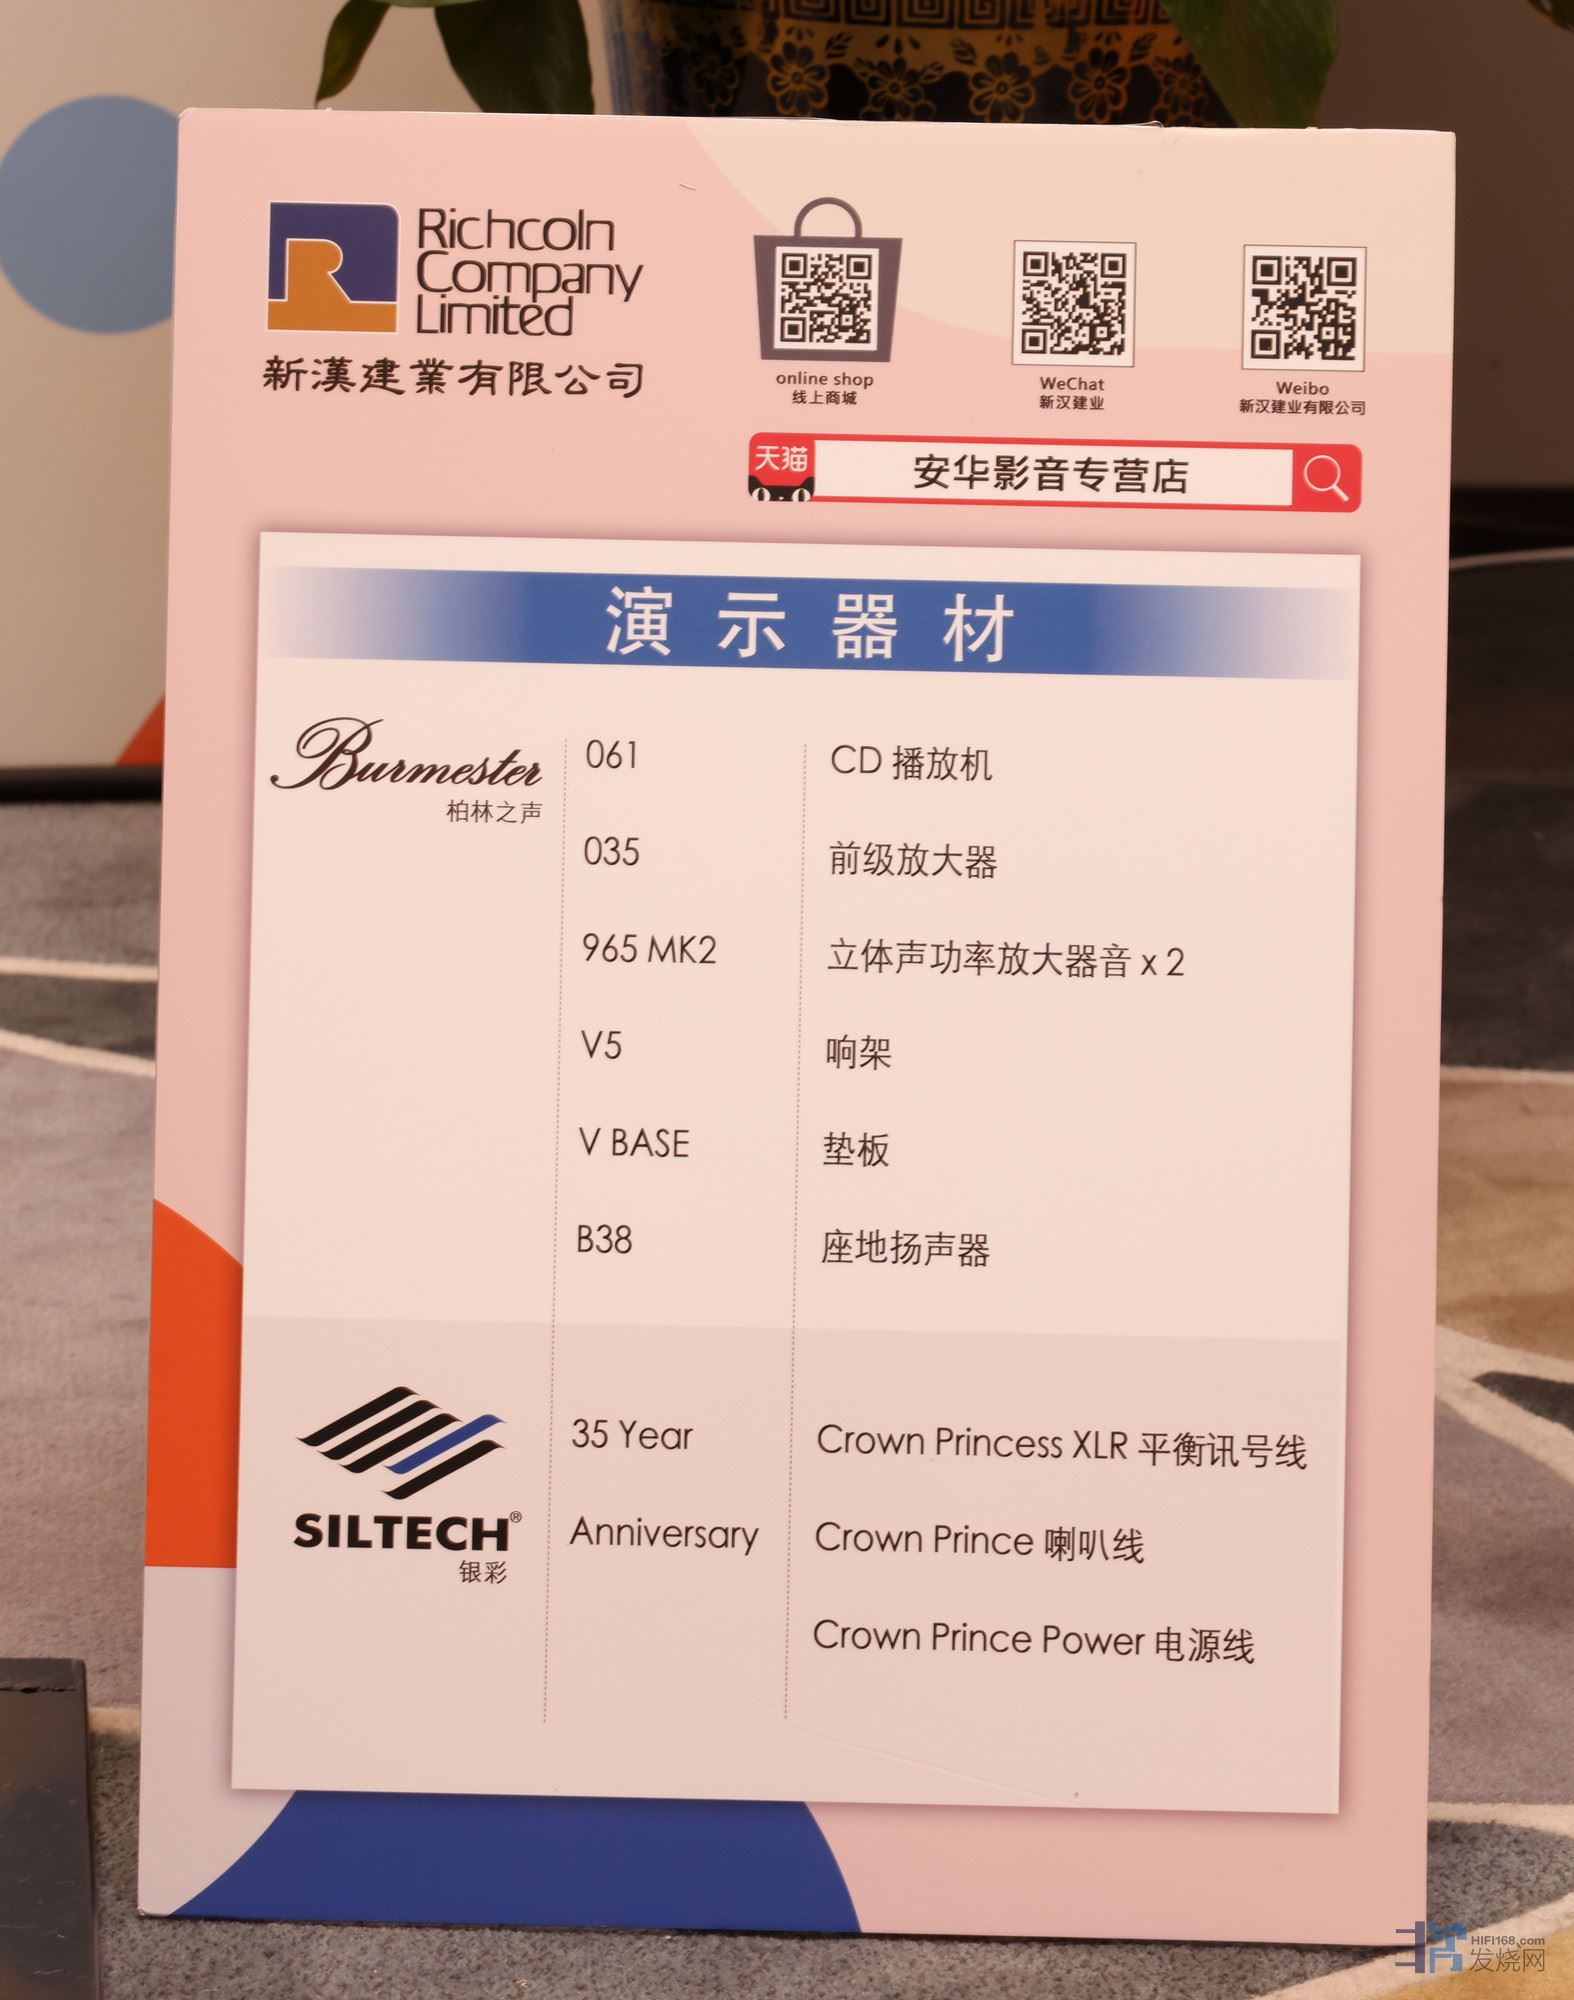 R
Richcoln
Company
Limited
新漢建業有限公司
online shop
线上商城
WeChat
新汉建业
Weibo
新汉建业有限公司
天猫
安华影音专营店
演示器材
Burmester
柏林之声
061 CD 播放机
035 前级放大器
965 MK2 立体声功率放大器音 x 2
V5 响架
V BASE 垫板
B38 座地扬声器
SILTECH®
银彩
35 Year Crown Princess XLR 平衡讯号线
Anniversary Crown Prince 喇叭线
Crown Prince Power 电源线
HIFI168.com
发烧网